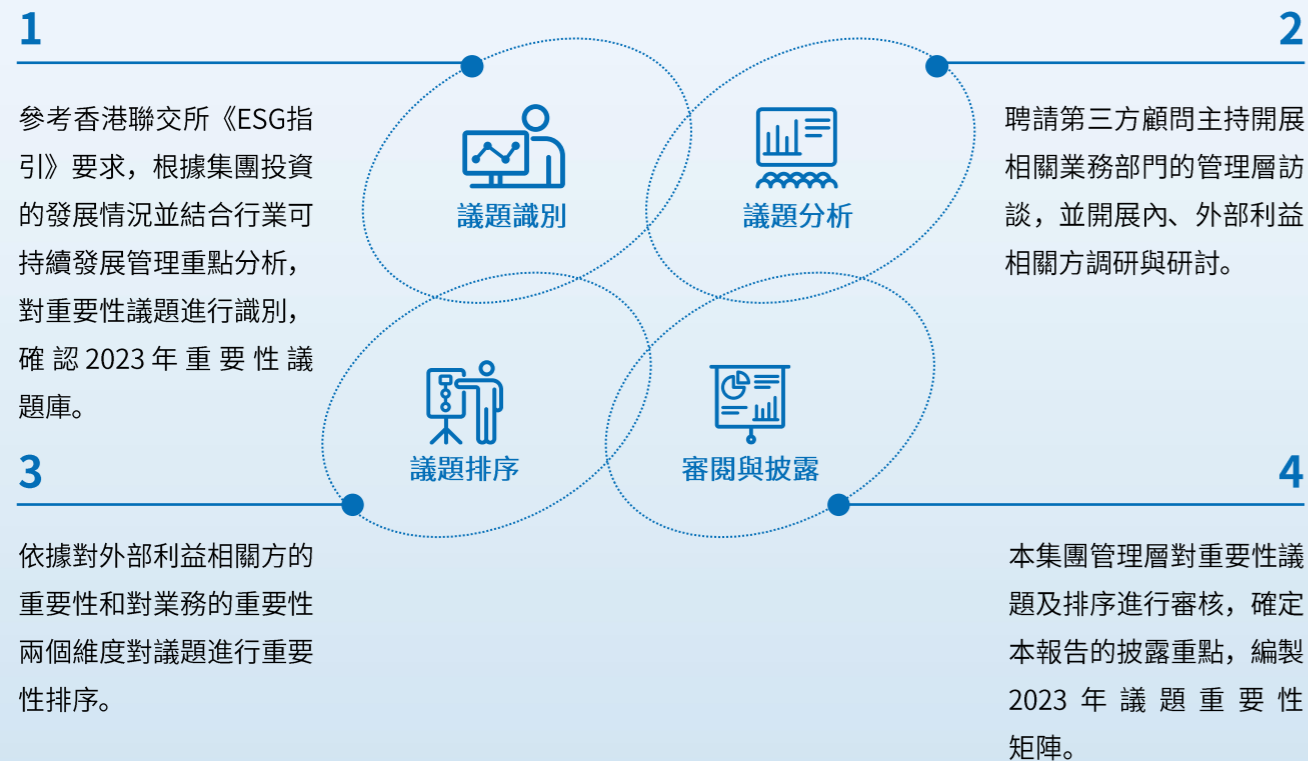 1
參考香港聯交所《ESG指
引》要求，根據集團投資
的發展情況並結合行業可
持續發展管理重點分析，
對重要性議題進行識別，
確認2023年重要性議
題庫。
議題識別
2
聘請第三方顧問主持開展
相關業務部門的管理層訪
談，並開展內、外部利益
相關方調研與研討。
議題分析
3
依據對外部利益相關方的
重要性和對業務的重要性
兩個維度對議題進行重要
性排序。
議題排序
4
本集團管理層對重要性議
題及排序進行審核，確定
本報告的披露重點，編製
2023年議題重要性
矩陣。
審閱與披露